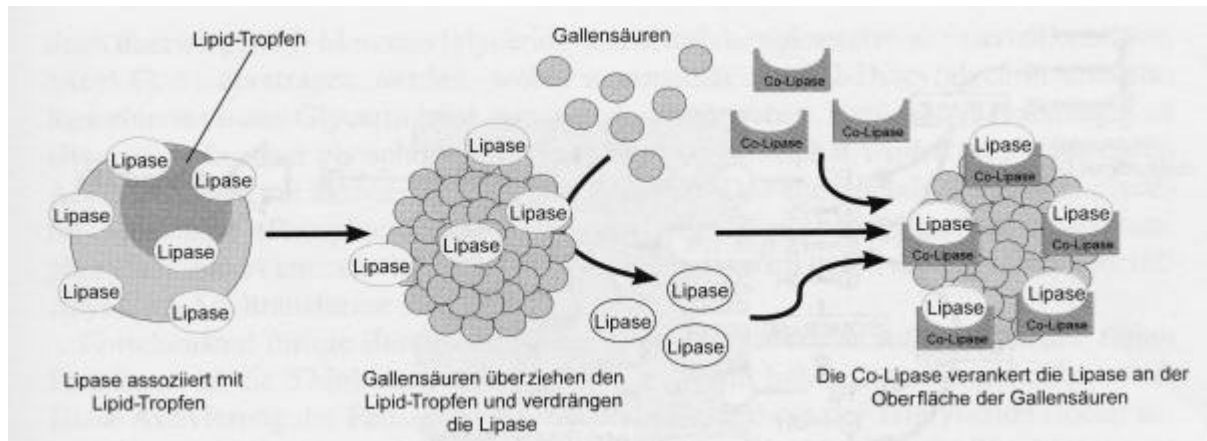 Lipid-Tropfen
Gallensäuren
Co-Lipase
Co-Lipase
Co-Lipase
Lipase
Lipase
Lipase
Lipase
Lipase
Lipase
Lipase
Lipase
Lipase
Lipase
Lipase
Lipase
Lipase
Lipase
Co-Lipase
Lipase
Co-Lipase
Lipase
Co-Lipase
Lipase
Co-Lipase
Lipase
Co-Lipase
Lipase assoziiert mit
Lipid-Tropfen
Gallensäuren überziehen den
Lipid-Tropfen und verdrängen
die Lipase
Die Co-Lipase verankert die Lipase an der
Oberfläche der Gallensäuren